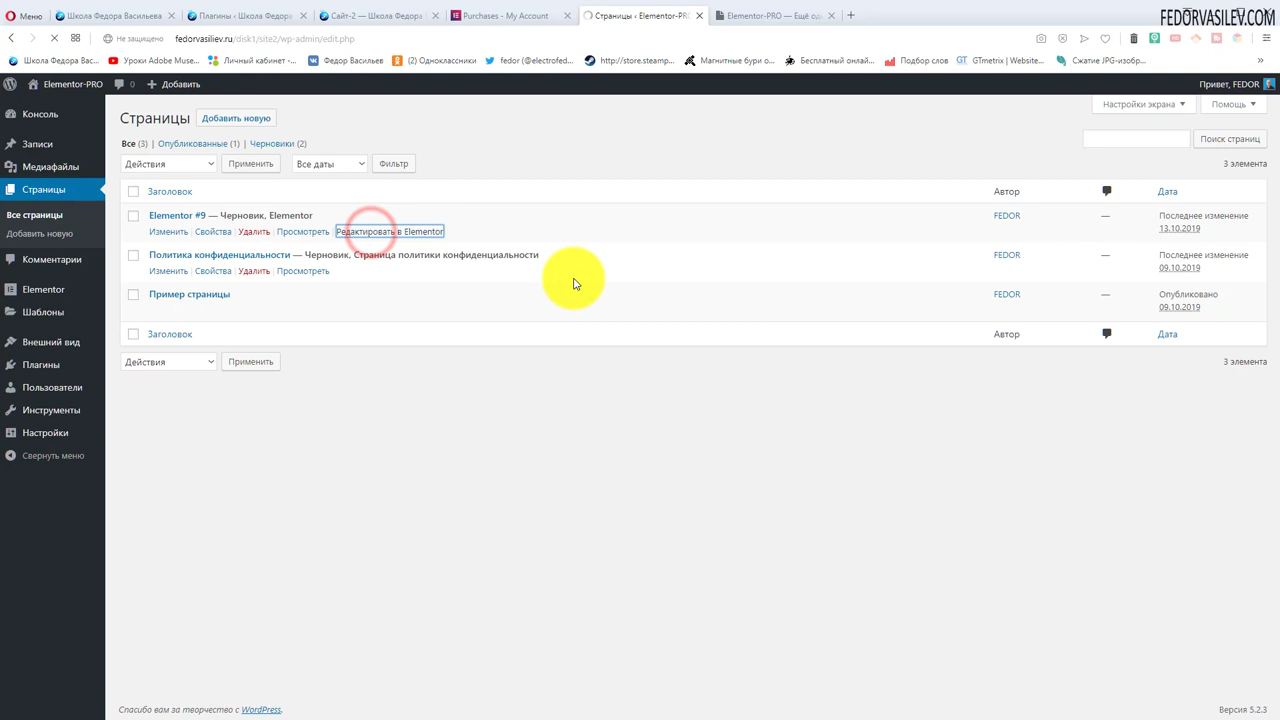 Меню
Школа Федора Васильева
Плагины ‹ Школа Федора
Сайт-2 — Школа Федора
Purchases - My Account
Страницы ‹ Elementor-PRO
Elementor-PRO — Ещё од
FEDORVASILEV.COM
Не защищено
fedorvasiliev.ru/disk1/site2/wp-admin/edit.php
Школа Федора Вас...
Уроки Adobe Muse...
Личный кабинет -...
Федор Васильев
(2) Одноклассники
fedor (@electrofed...
http://store.steamp...
Магнитные бури о...
Бесплатный онлай...
Подбор слов
GTmetrix | Website...
Сжатие JPG-изобр...
Elementor-PRO
0
Добавить
Привет, FEDOR
Консоль
Записи
Медиафайлы
Страницы
Все страницы
Добавить новую
Комментарии
Elementor
Шаблоны
Внешний вид
Плагины
Пользователи
Инструменты
Настройки
Свернуть меню
Настройки экрана
Помощь
Страницы
Добавить новую
Все (3) | Опубликованные (1) | Черновики (2)
Поиск страниц
Действия
Применить
Все даты
Фильтр
3 элемента
Заголовок
Автор
Дата
Elementor #9 — Черновик, Elementor
Изменить | Свойства | Удалить | Просмотреть | Редактировать в Elementor
FEDOR
—
Последнее изменение
13.10.2019
Политика конфиденциальности — Черновик, Страница политики конфиденциальности
Изменить | Свойства | Удалить | Просмотреть
FEDOR
—
Последнее изменение
09.10.2019
Пример страницы
FEDOR
—
Опубликовано
09.10.2019
Заголовок
Автор
Дата
Действия
Применить
3 элемента
Спасибо вам за творчество с WordPress.
Версия 5.2.3